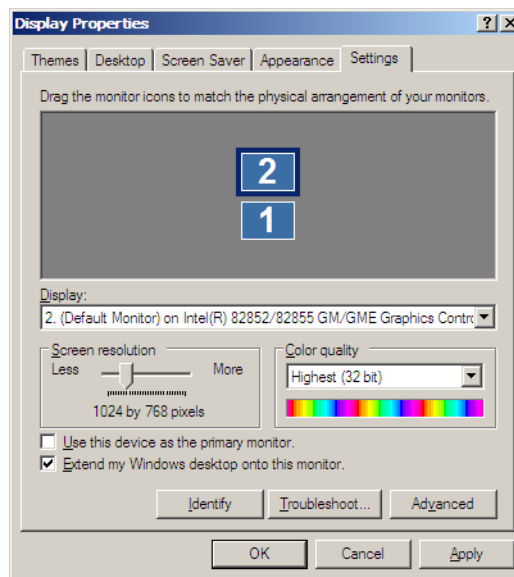 Display Properties
Themes Desktop Screen Saver Appearance Settings
Drag the monitor icons to match the physical arrangement of your monitors.
2
1
Display:
2. (Default Monitor) on Intel(R) 82852/82855 GM/GME Graphics Contro
Screen resolution
Less More
1024 by 768 pixels
Color quality
Highest (32 bit)
Use this device as the primary monitor.
Extend my Windows desktop onto this monitor.
Identify Troubleshoot... Advanced
OK Cancel Apply